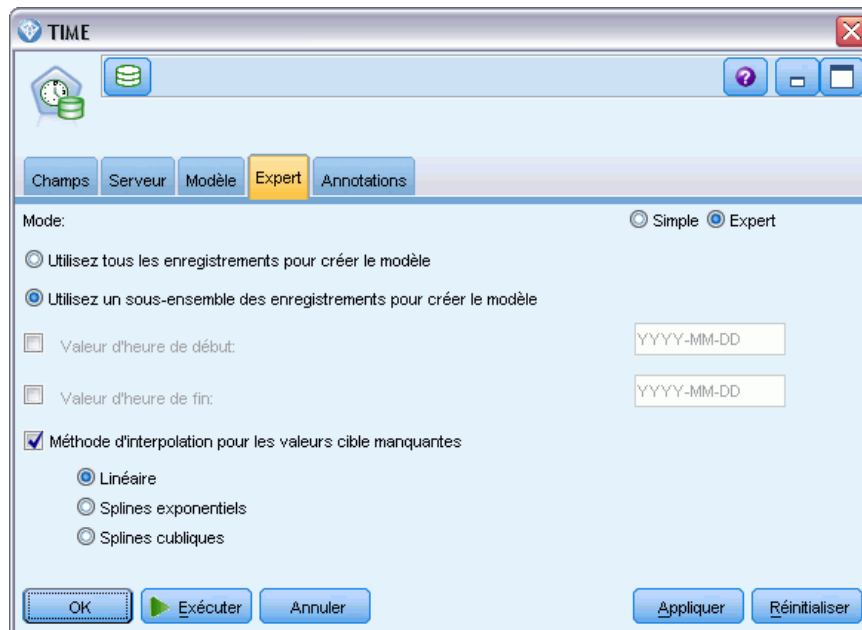 TIME
Champs Serveur Modèle Expert Annotations
Mode: Simple Expert
Utilisez tous les enregistrements pour créer le modèle
Utilisez un sous-ensemble des enregistrements pour créer le modèle
Valeur d'heure de début: YYYY-MM-DD
Valeur d'heure de fin: YYYY-MM-DD
Méthode d'interpolation pour les valeurs cible manquantes
Linéaire
Splines exponentiels
Splines cubliques
OK Exécuter Annuler Appliquer Réinitialiser